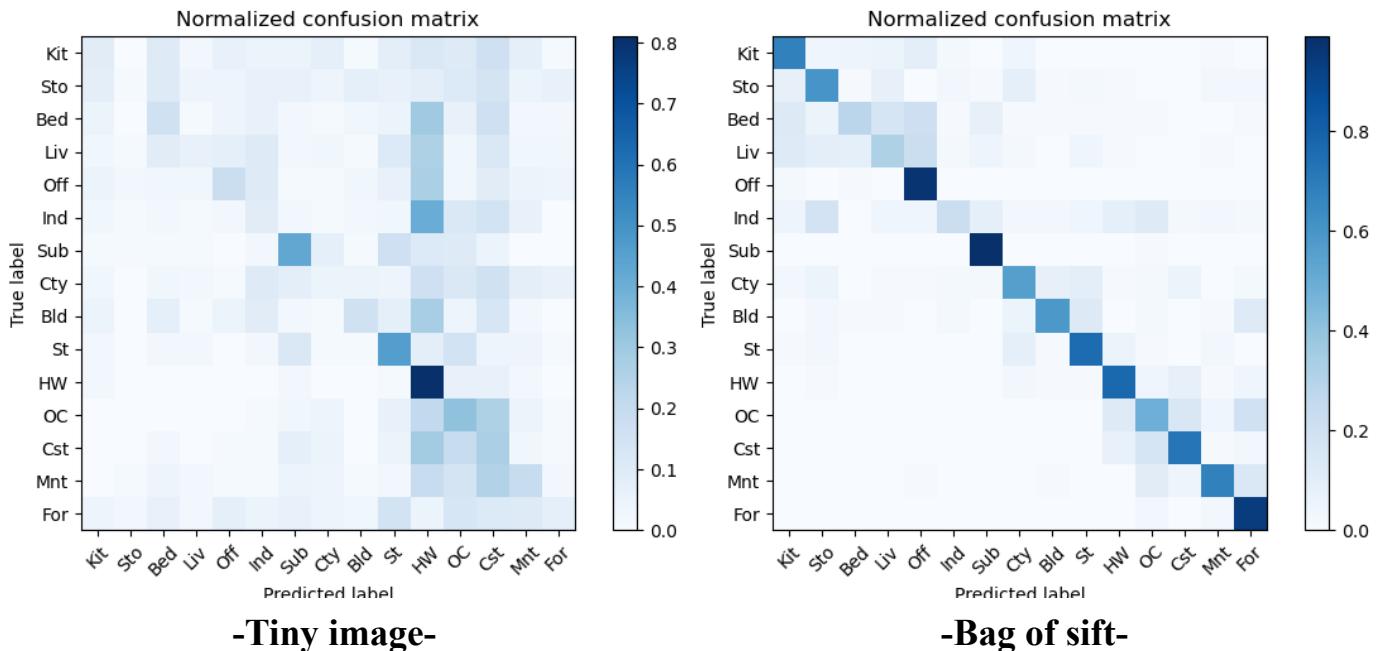 Normalized confusion matrix
True label
Kit
Sto
Bed
Liv
Off
Ind
Sub
Cty
Bld
St
HW
OC
Cst
Mnt
For
Kit Sto Bed Liv Off Ind Sub Cty Bld St HW OC Cst Mnt For
Predicted label
0.8
0.7
0.6
0.5
0.4
0.3
0.2
0.1
0.0
-Tiny image-
Normalized confusion matrix
True label
Kit
Sto
Bed
Liv
Off
Ind
Sub
Cty
Bld
St
HW
OC
Cst
Mnt
For
Kit Sto Bed Liv Off Ind Sub Cty Bld St HW OC Cst Mnt For
Predicted label
0.8
0.6
0.4
0.2
0.0
-Bag of sift-